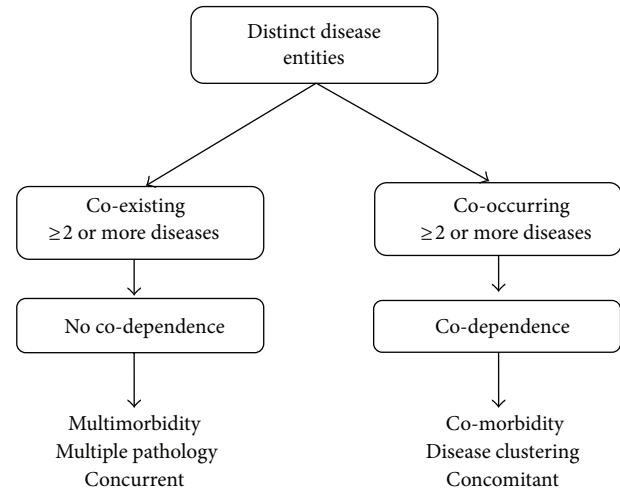 Distinct disease
entities
Co-existing
≥2 or more diseases
No co-dependence
Multimorbidity
Multiple pathology
Concurrent
Co-occurring
≥2 or more diseases
Co-dependence
Co-morbidity
Disease clustering
Concomitant